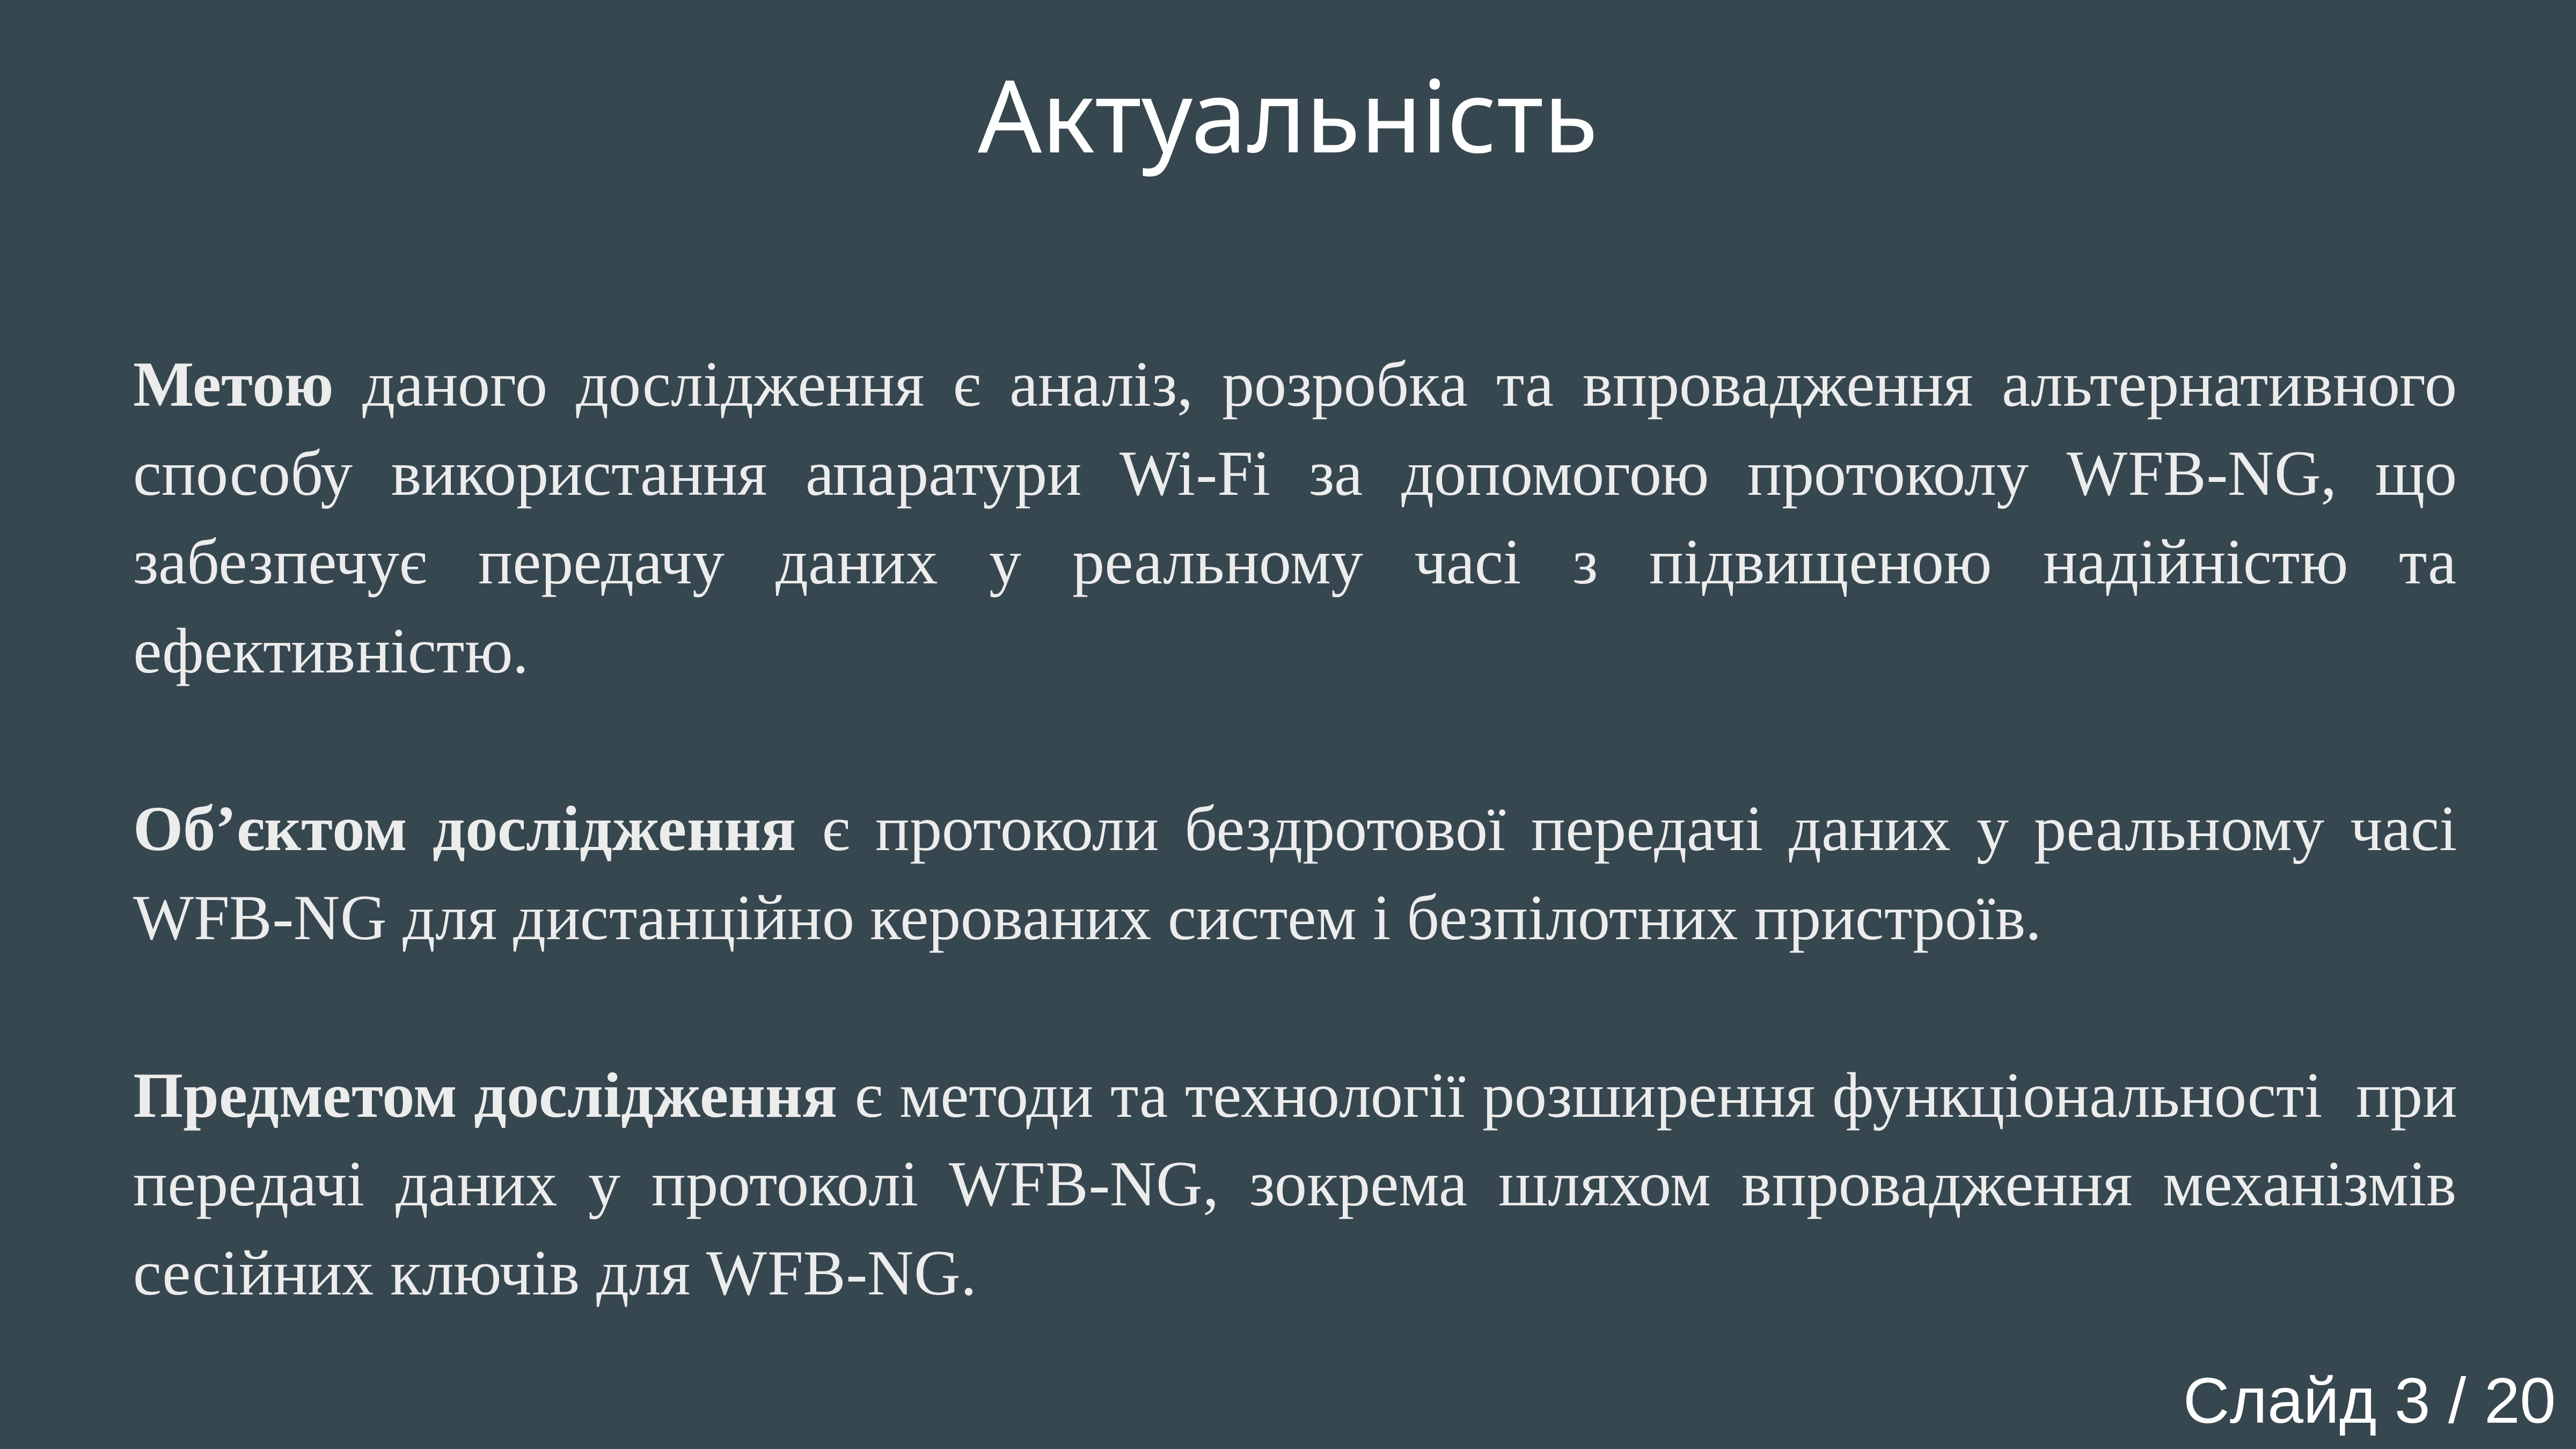 Актуальність
Метою даного дослідження є аналіз, розробка та впровадження альтернативного
способу використання апаратури Wi-Fi за допомогою протоколу WFB-NG, що
забезпечує передачу даних у реальному часі з підвищеною надійністю та
ефективністю.
Об’єктом дослідження є протоколи бездротової передачі даних у реальному часі
WFB-NG для дистанційно керованих систем і безпілотних пристроїв.
Предметом дослідження є методи та технології розширення функціональності при
передачі даних у протоколі WFB-NG, зокрема шляхом впровадження механізмів
сесійних ключів для WFB-NG.
Слайд 3 / 20